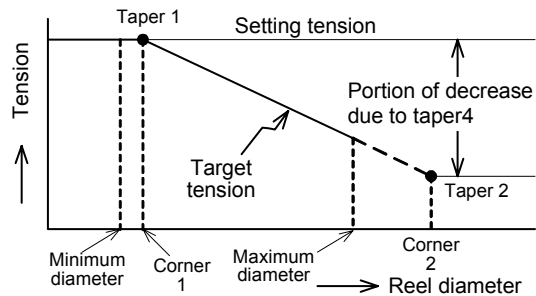 Taper 1
Setting tension
Tension
Portion of decrease
due to taper4
Target
tension
Taper 2
Minimum
diameter
Corner
1
Maximum
diameter
Corner
2
Reel diameter